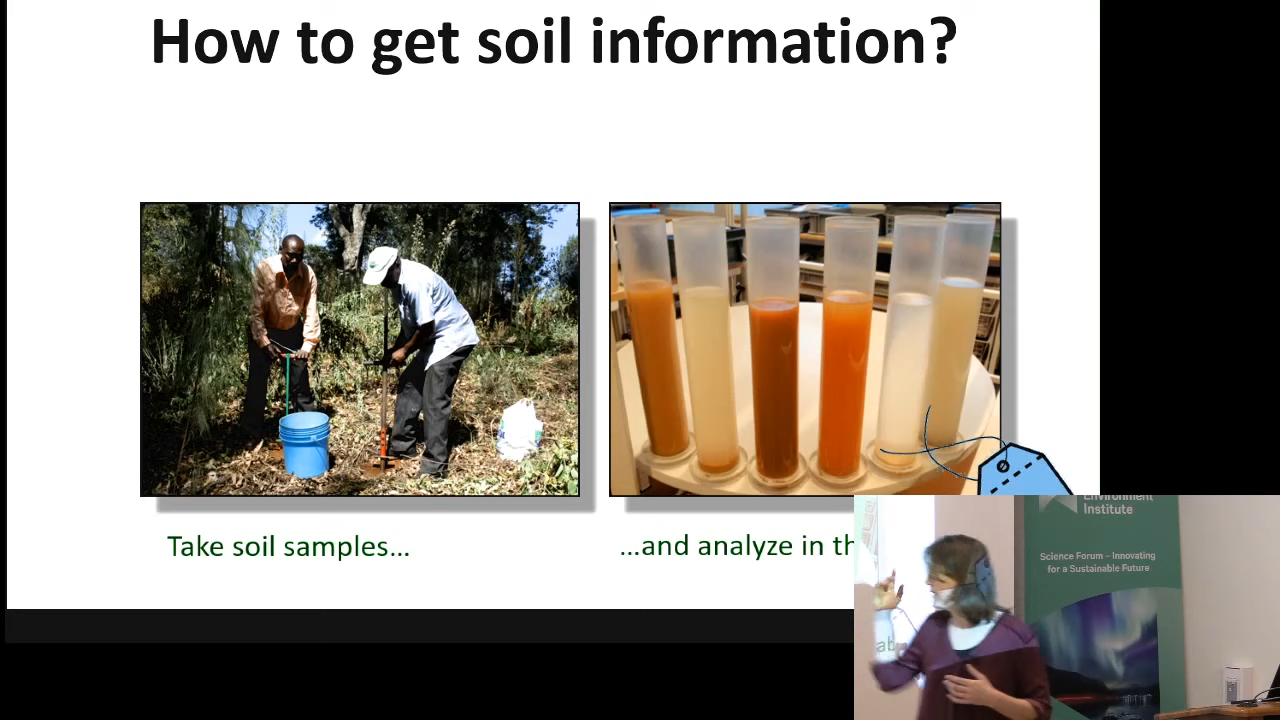 How to get soil information?
Take soil samples...
...and analyze in th
Environment
Institute
Science Forum – Innovating
for a Sustainable Future
ab